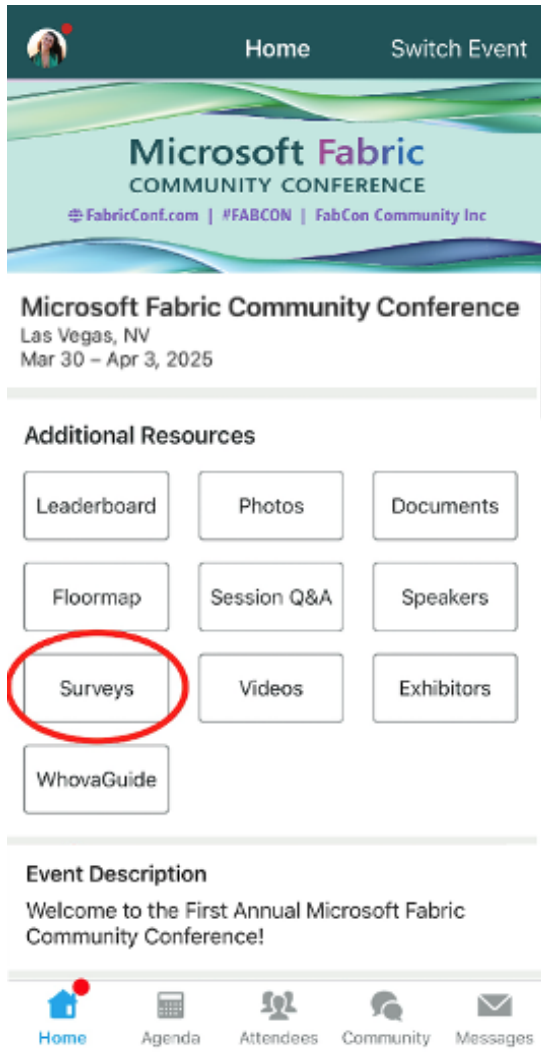 Home
Switch Event
Microsoft Fabric
COMMUNITY CONFERENCE
FabricConf.com | #FABCON | FabCon Community Inc
Microsoft Fabric Community Conference
Las Vegas, NV
Mar 30 – Apr 3, 2025
Additional Resources
Leaderboard
Photos
Documents
Floormap
Session Q&A
Speakers
Surveys
Videos
Exhibitors
WhovaGuide
Event Description
Welcome to the First Annual Microsoft Fabric
Community Conference!
Home
Agenda
Attendees
Community
Messages